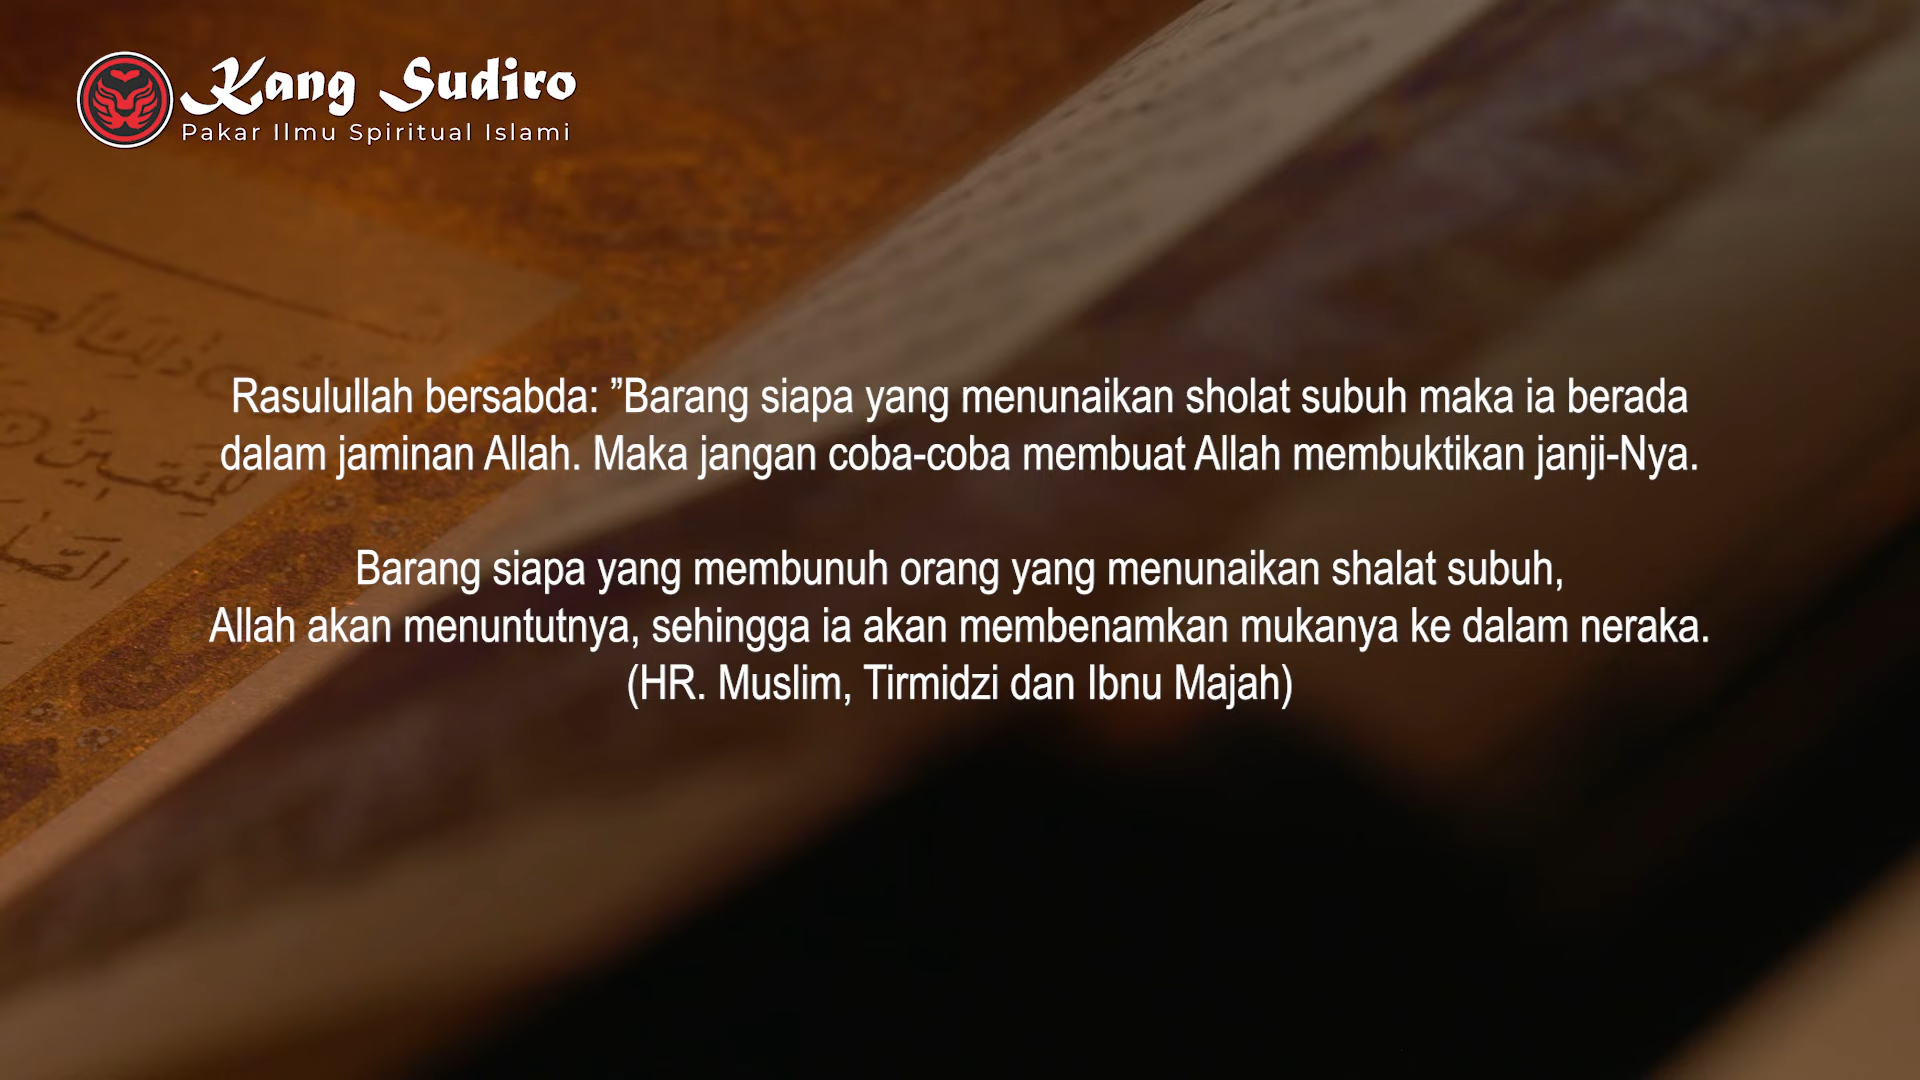 Kang Sudiro
Pakar Ilmu Spiritual Islami
Rasulullah bersabda: ”Barang siapa yang menunaikan sholat subuh maka ia berada
dalam jaminan Allah. Maka jangan coba-coba membuat Allah membuktikan janji-Nya.
Barang siapa yang membunuh orang yang menunaikan shalat subuh,
Allah akan menuntutnya, sehingga ia akan membenamkan mukanya ke dalam neraka.
(HR. Muslim, Tirmidzi dan Ibnu Majah)